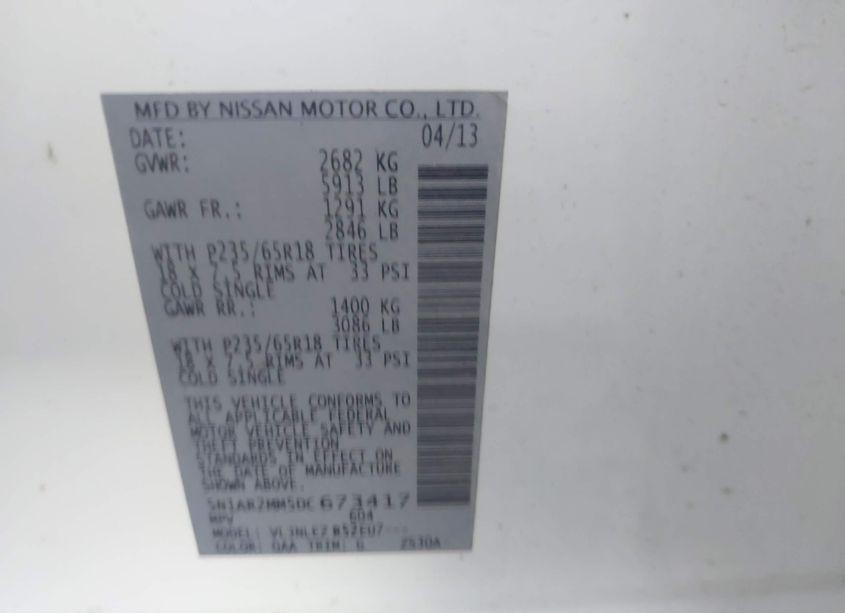 MFD BY NISSAN MOTOR CO., LTD.
DATE: 04/13
GVWR: 2682 KG
5913 LB
GAWR FR.: 1291 KG
2846 LB
WITH P235/65R18 TIRES
18 X 7.5 RIMS AT 33 PSI
COLD SINGLE
GAWR RR.: 1400 KG
3086 LB
WITH P235/65R18 TIRES
18 X 7.5 RIMS AT 33 PSI
COLD SINGLE
THIS VEHICLE CONFORMS TO
ALL APPLICABLE FEDERAL
MOTOR VEHICLE SAFETY AND
THEFT PREVENTION
STANDARDS IN EFFECT ON
THE DATE OF MANUFACTURE
SHOWN ABOVE.
5N1AR2MM5DC673417
MPV 604
MODEL:
COLOR: QAA TRIM: G 2530A